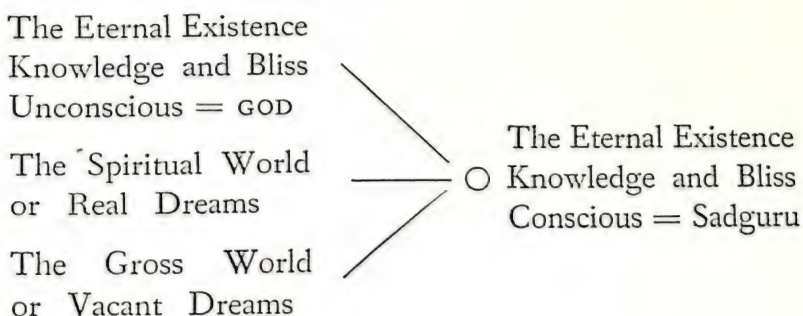 The Eternal Existence
Knowledge and Bliss
Unconscious = GOD
The Spiritual World
or Real Dreams
The Gross World
or Vacant Dreams
The Eternal Existence
Knowledge and Bliss
Conscious = Sadguru